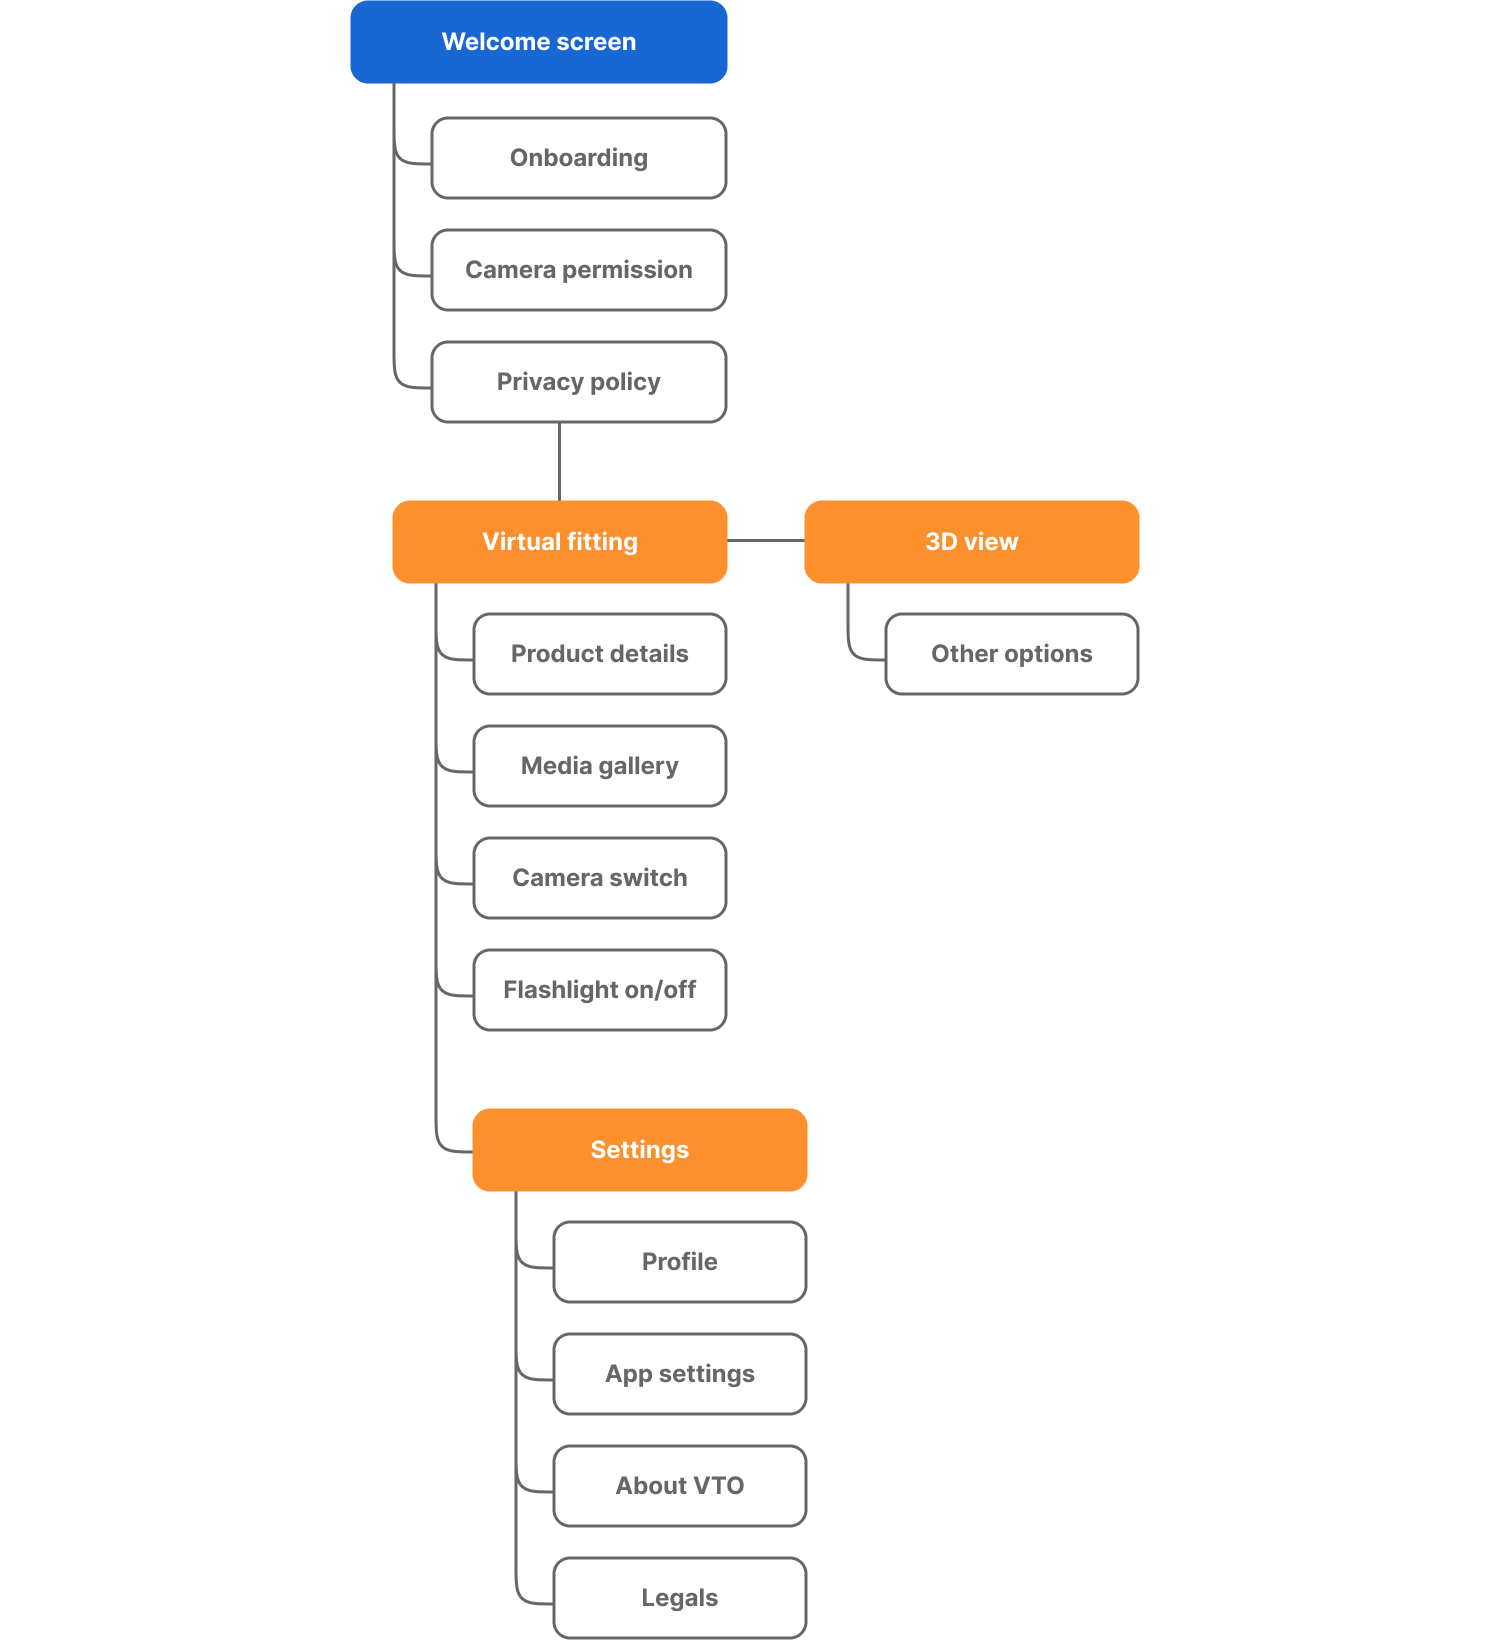 Welcome screen
Onboarding
Camera permission
Privacy policy
Virtual fitting
3D view
Product details
Other options
Media gallery
Camera switch
Flashlight on/off
Settings
Profile
App settings
About VTO
Legals